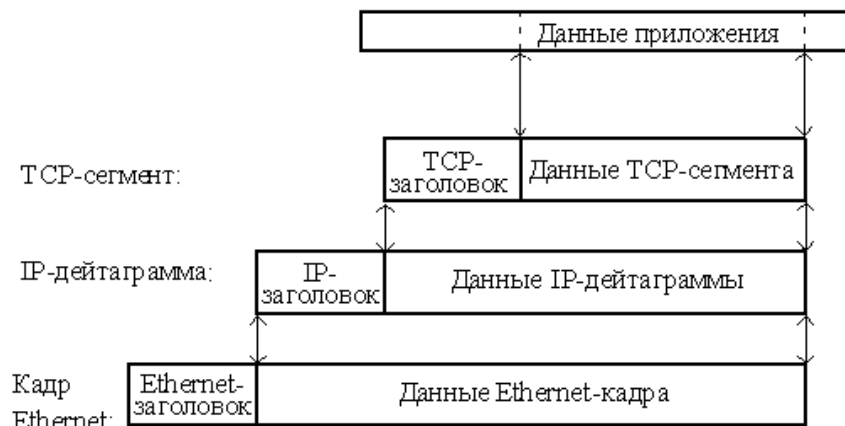 Данные приложения
TCP-сегмент:
TCP-
заголовок
Данные TCP-сегмента
IP-дейтаграмма:
IP-
заголовок
Данные IP-дейтаграммы
Кадр
Ethernet:
Ethernet-
заголовок
Данные Ethernet-кадра